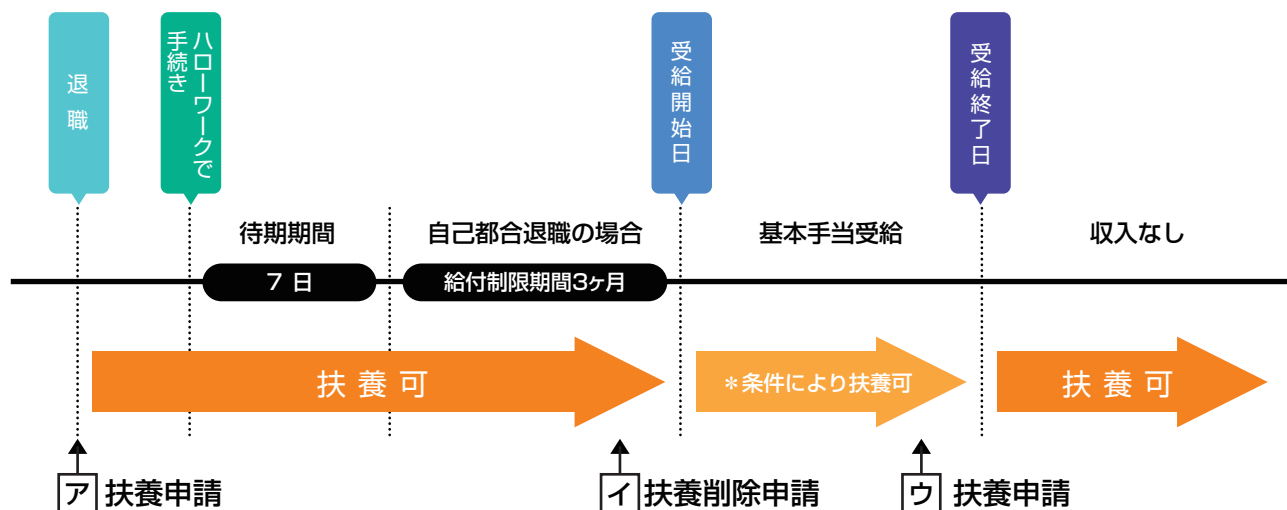 退職
ハローワークで
手続き
受給開始日
受給終了日
待期期間
自己都合退職の場合
基本手当受給
収入なし
7 日
給付制限期間3ヶ月
扶養可
＊条件により扶養可
扶養可
ア 扶養申請
イ 扶養削除申請
ウ 扶養申請